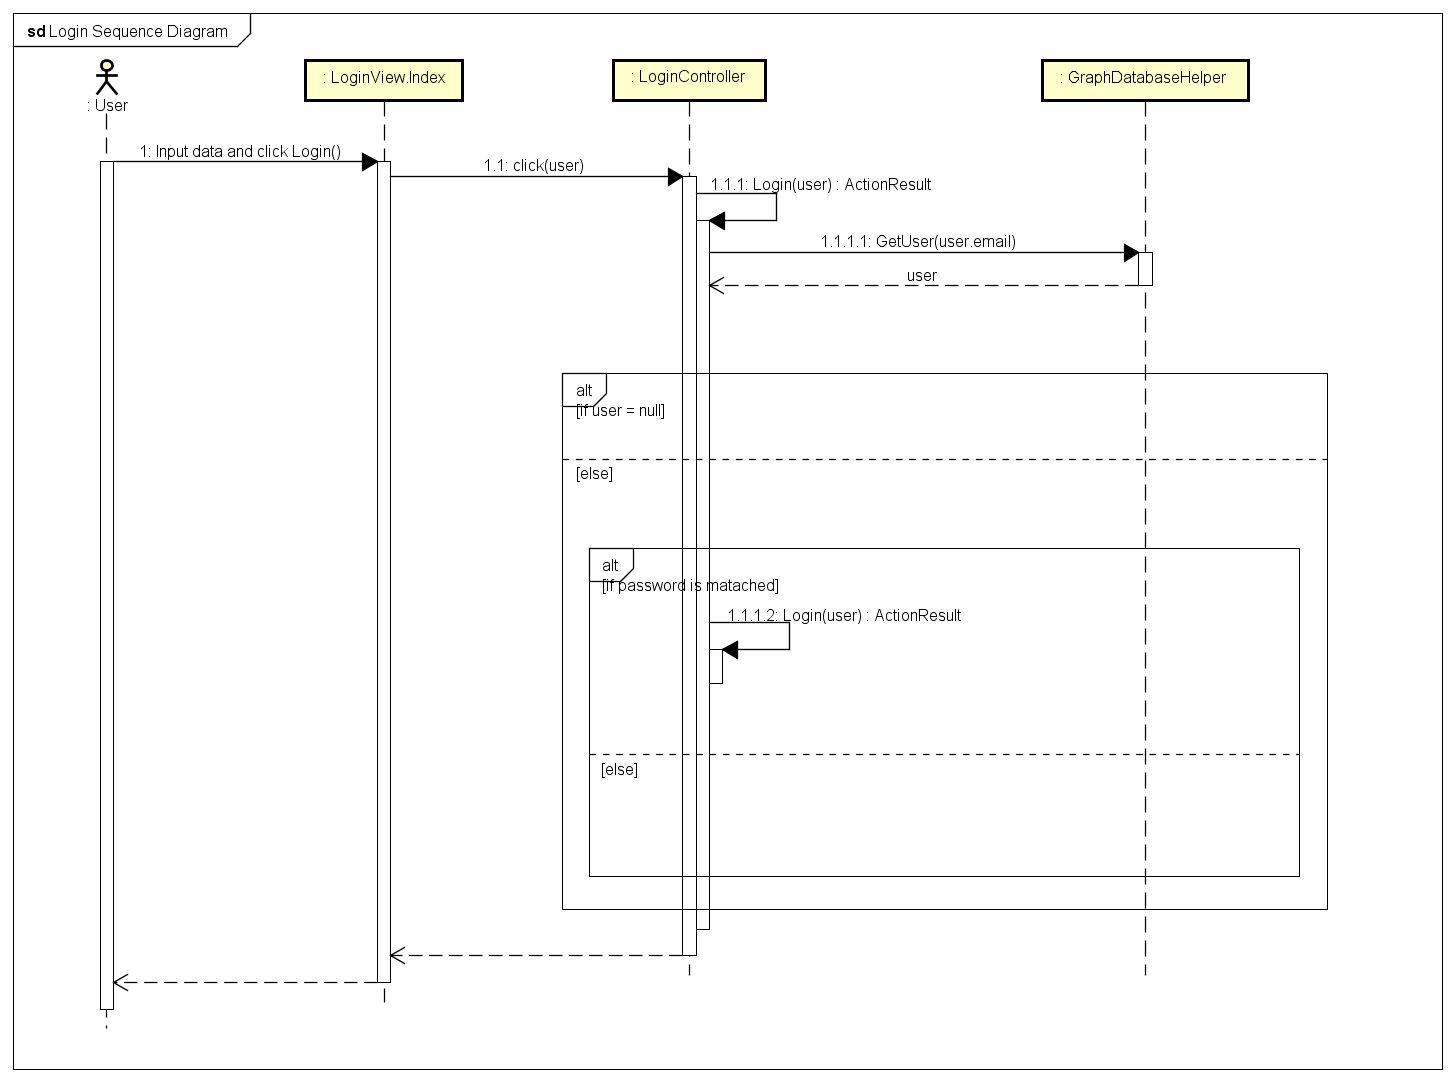 sd Login Sequence Diagram
: User
: LoginView.Index
: LoginController
: GraphDatabaseHelper
1: Input data and click Login()
1.1: click(user)
1.1.1: Login(user) : ActionResult
1.1.1.1: GetUser(user.email)
user
alt
[if user = null]
[else]
alt
[if password is matached]
1.1.1.2: Login(user) : ActionResult
[else]